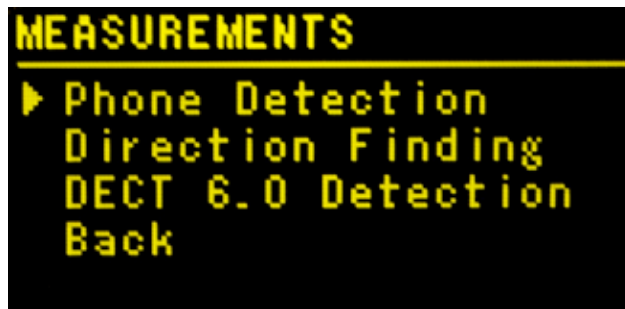 MEASUREMENTS
Phone Detection
Direction Finding
DECT 6.0 Detection
Back